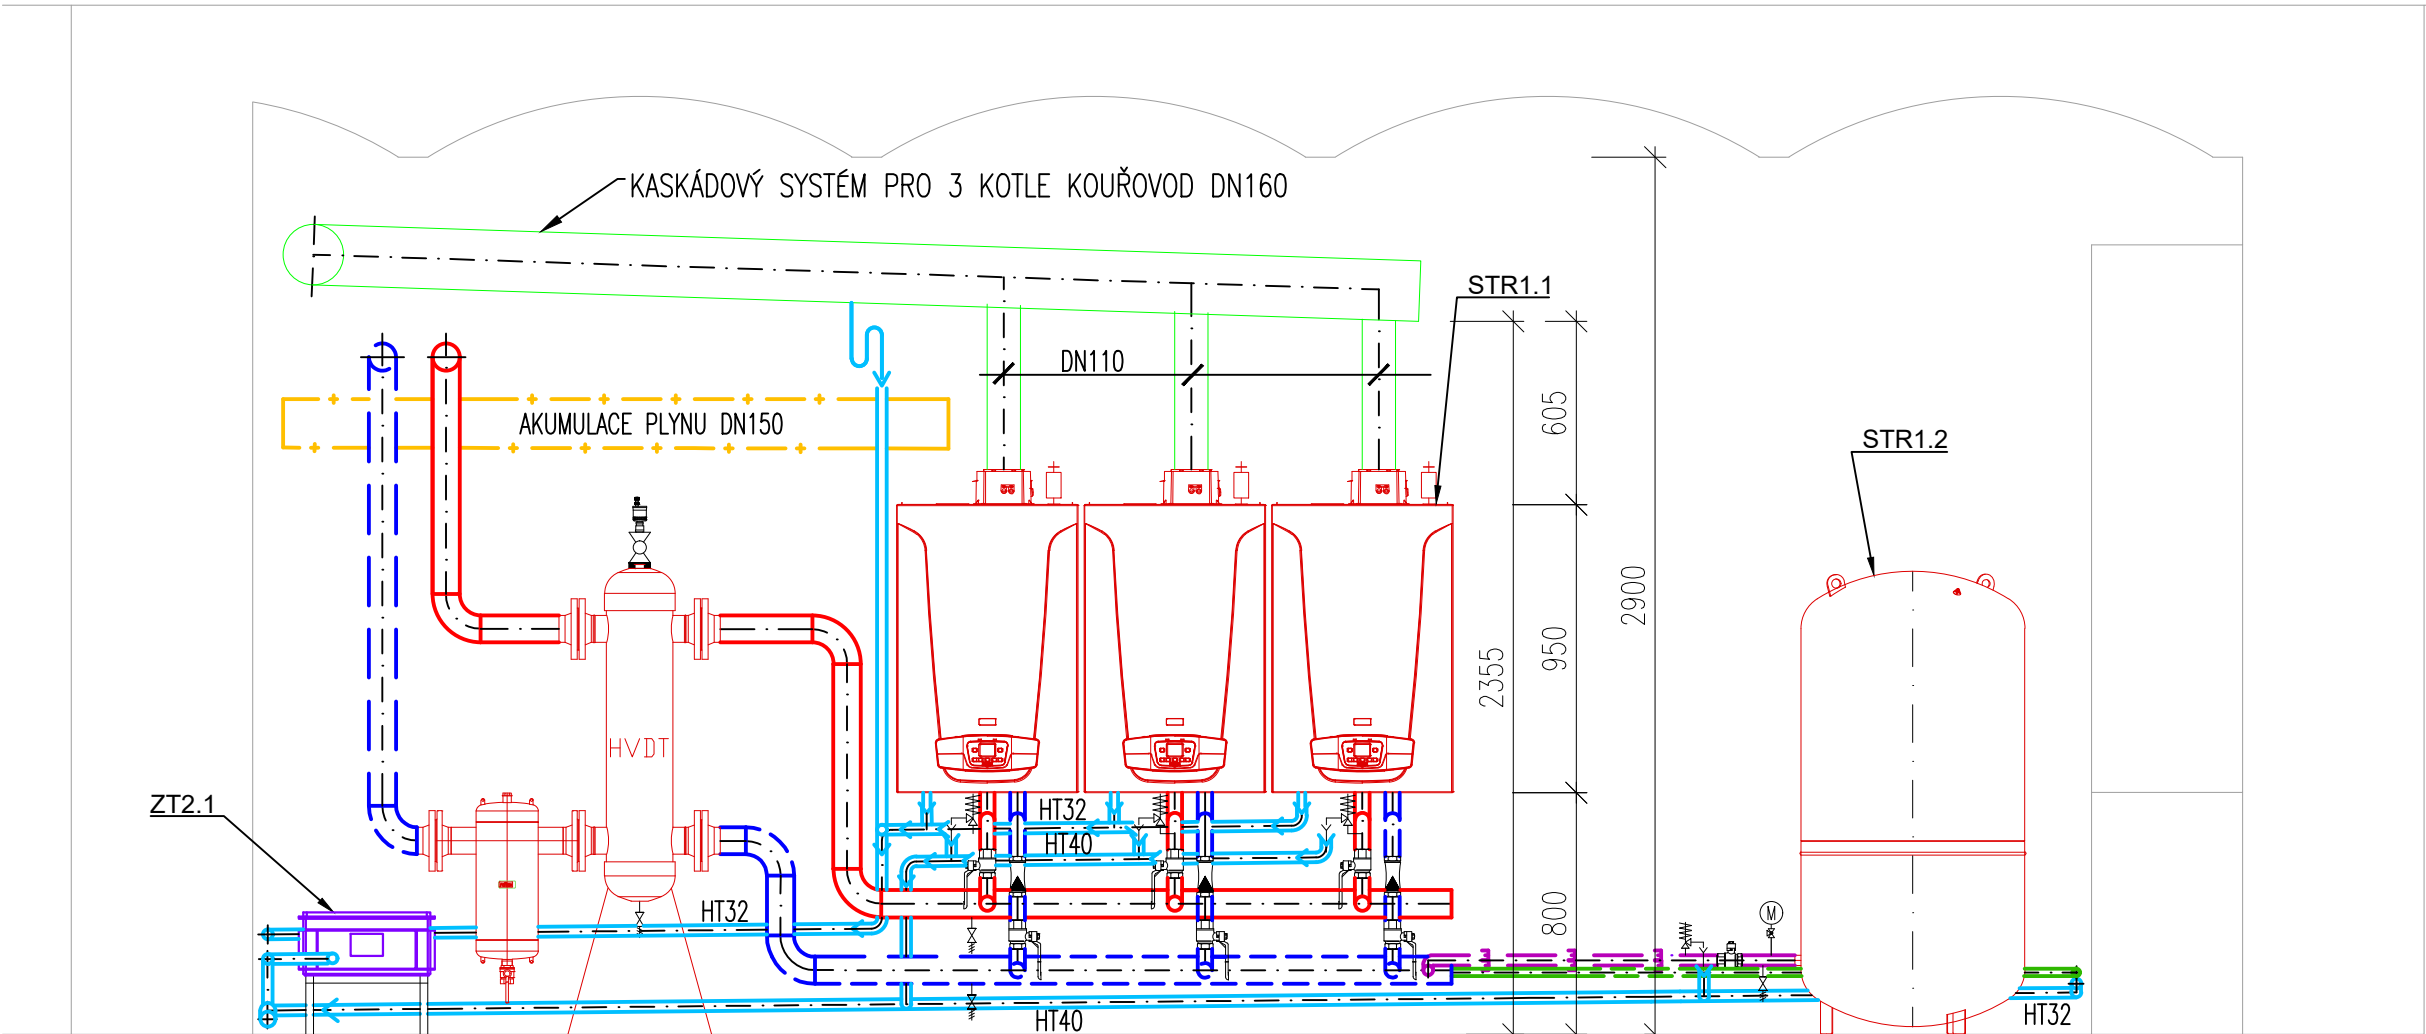 KASKÁDOVÝ SYSTÉM PRO 3 KOTLE KOUŘOVOD DN160
STR1.1
DN110
605
AKUMULACE PLYNU DN150
STR1.2
2900
950
2355
HVDT
ZT2.1
HT32
HT40
HT32
800
M
HT40
HT32